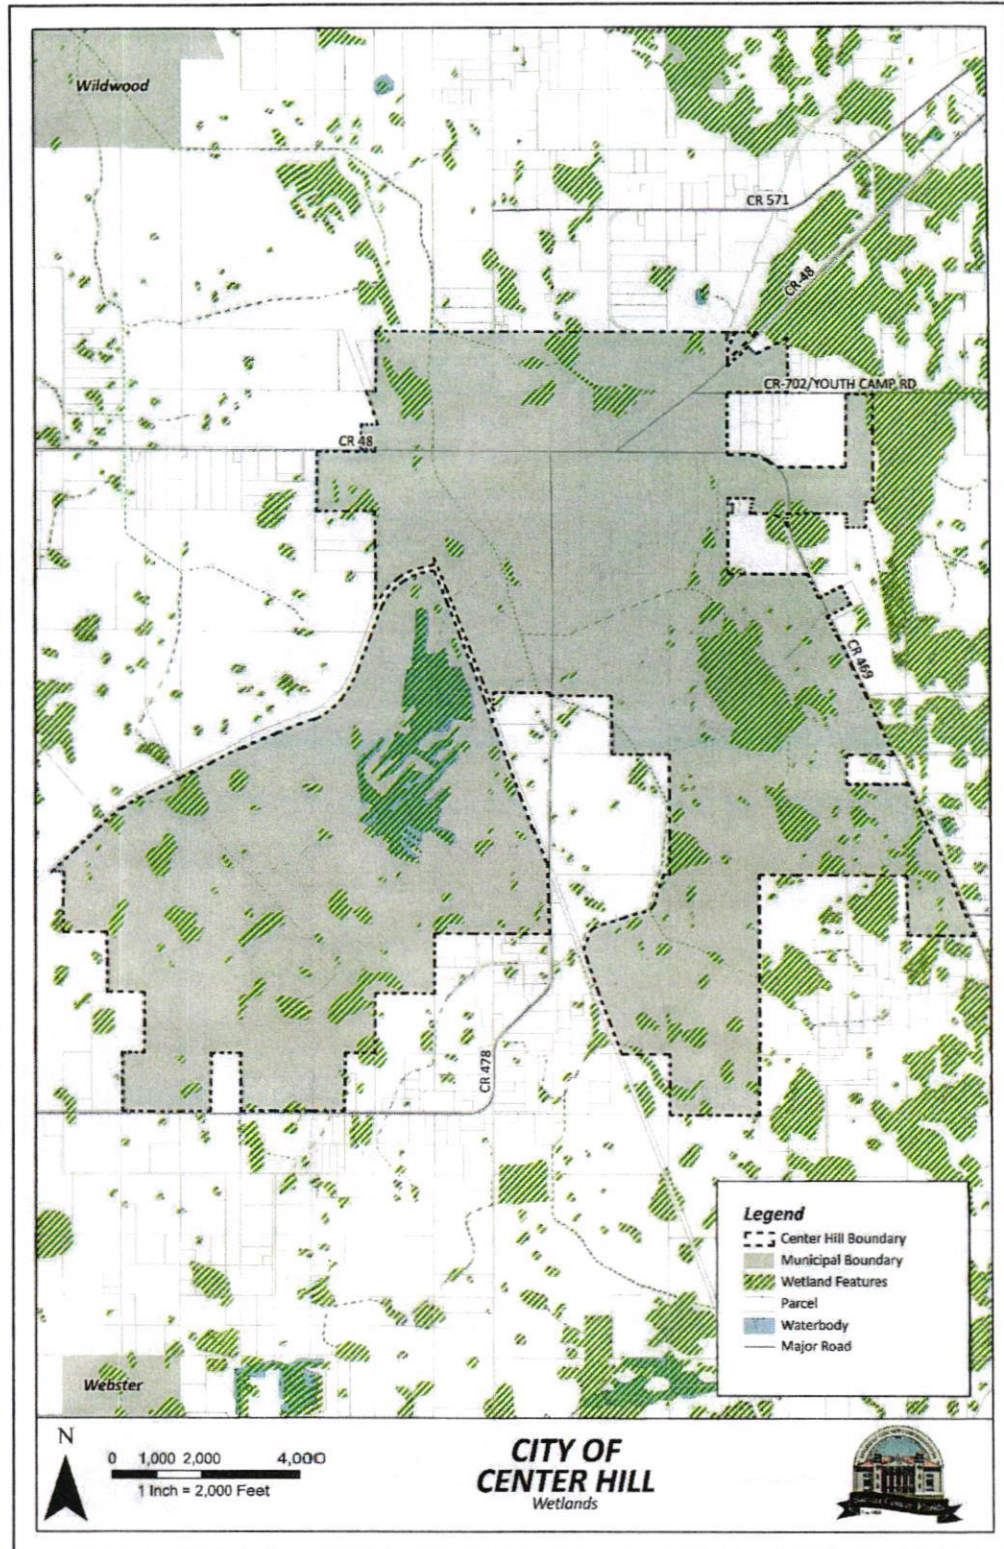 Wildwood
CR 571
CR-48
CR-702/YOUTH CAMP RD
CR 48
CR 469
CR 478
Legend
Center Hill Boundary
Municipal Boundary
Wetland Features
Parcel
Waterbody
Major Road
Webster
N
0 1,000 2,000 4,000
1 Inch = 2,000 Feet
CITY OF
CENTER HILL
Wetlands